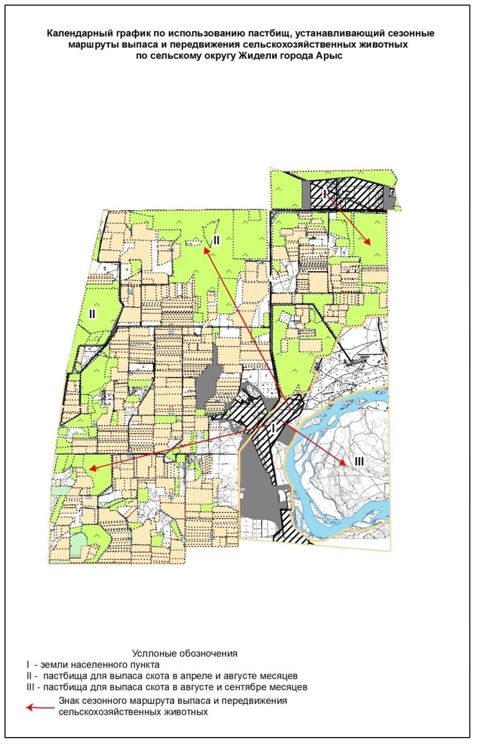 Календарный график по использованию пастбищ, устанавливающий сезонные
маршруты выпаса и передвижения сельскохозяйственных животных
по сельскому округу Жидели города Арыс
I
II
II
I
III
Усллоные обозночения
I - земли населенного пункта
II - пастбища для выпаса скота в апреле и августе месяцев
III - пастбища для выпаса скота в августе и сентябре месяцев
Знак сезонного маршрута выпаса и передвижения
сельскохозяйственных животных